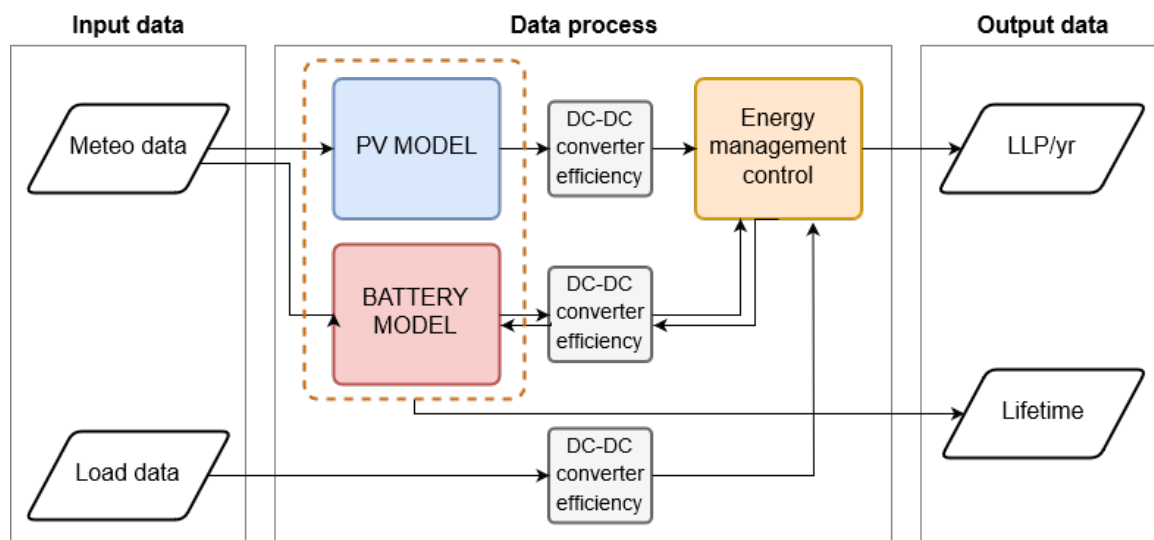 Input data
Data process
Output data
Meteo data
PV MODEL
DC-DC
converter
efficiency
Energy
management
control
LLP/yr
BATTERY
MODEL
DC-DC
converter
efficiency
Lifetime
Load data
DC-DC
converter
efficiency